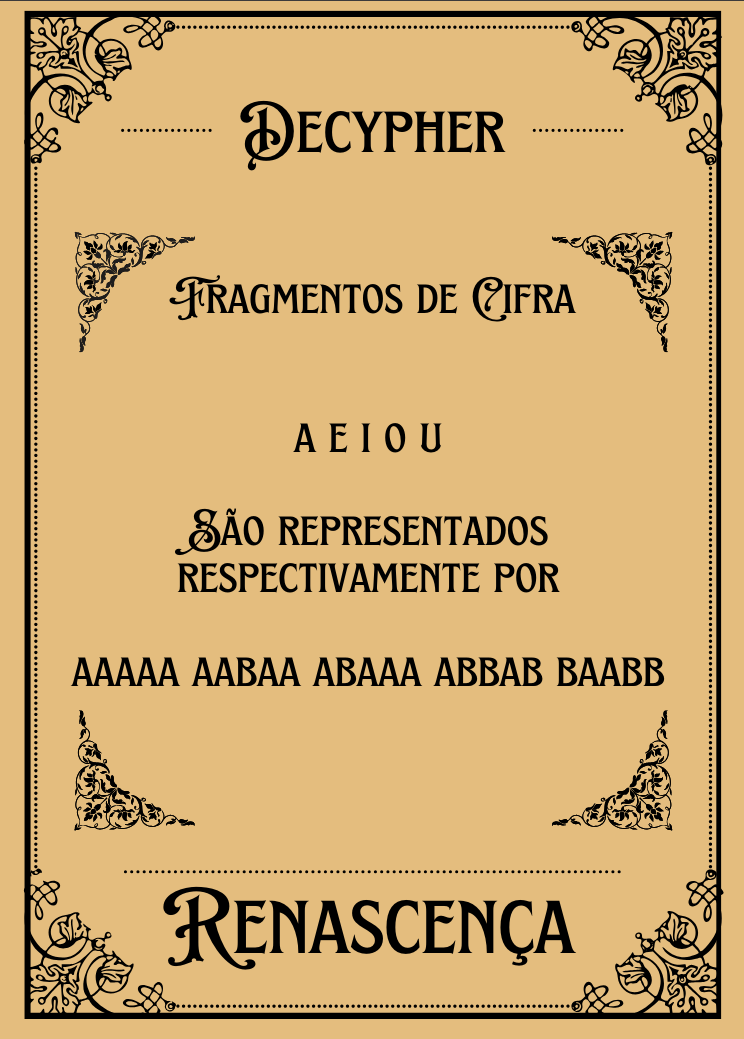 Decypher
Fragmentos de Cifra
A E I O U
São representados
respectivamente por
AAAAA AABAA ABAAA ABBAB BAABB
Renascença